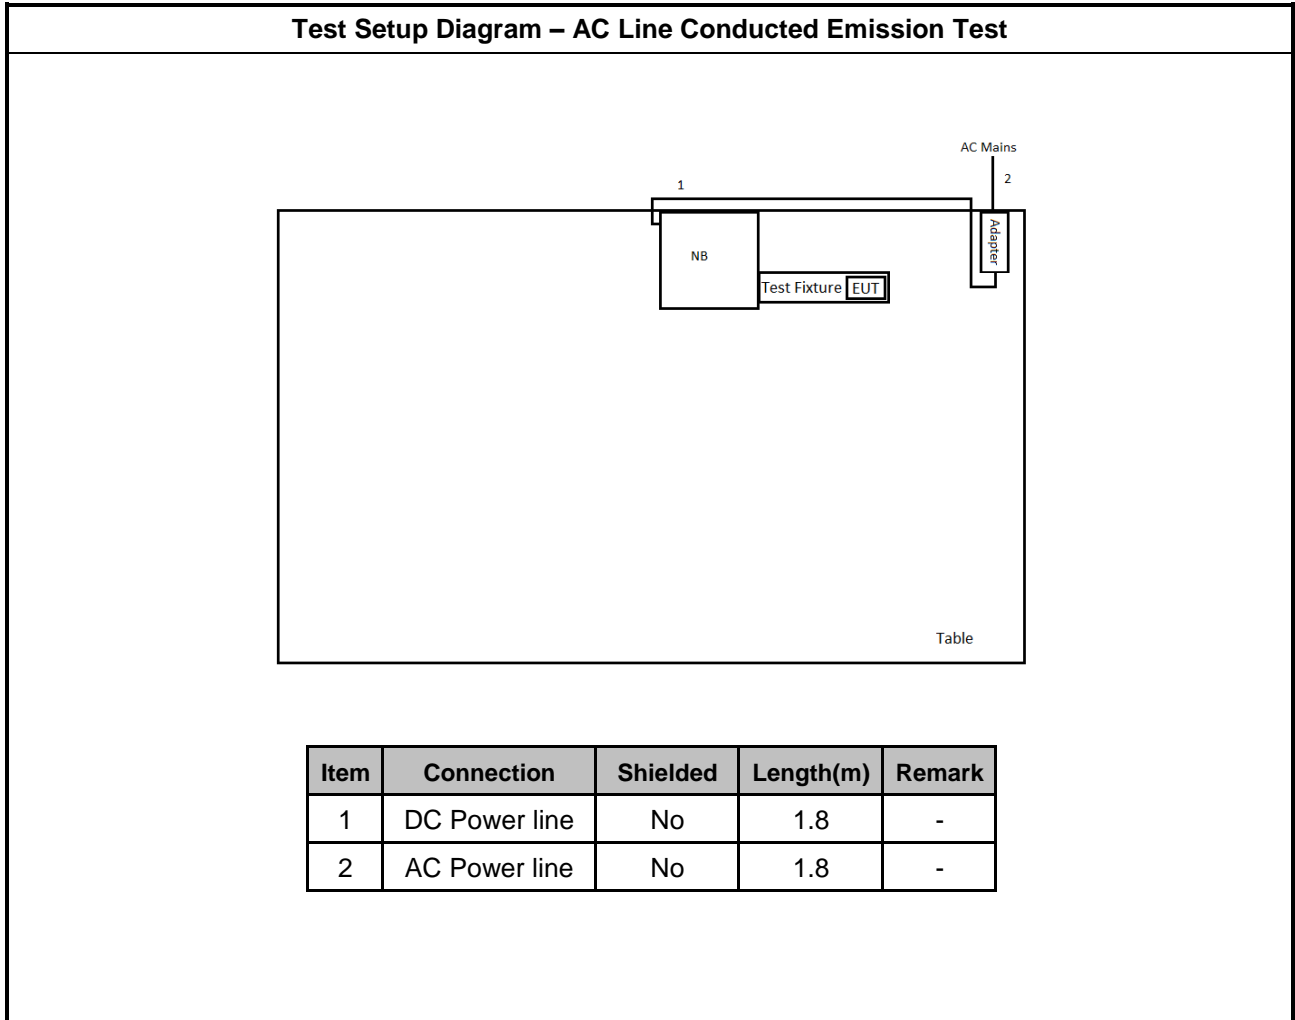 Test Setup Diagram – AC Line Conducted Emission Test
AC Mains
1
2
NB
Adapter
Test Fixture EUT
Table
Item Connection Shielded Length(m) Remark
1 DC Power line No 1.8 -
2 AC Power line No 1.8 -